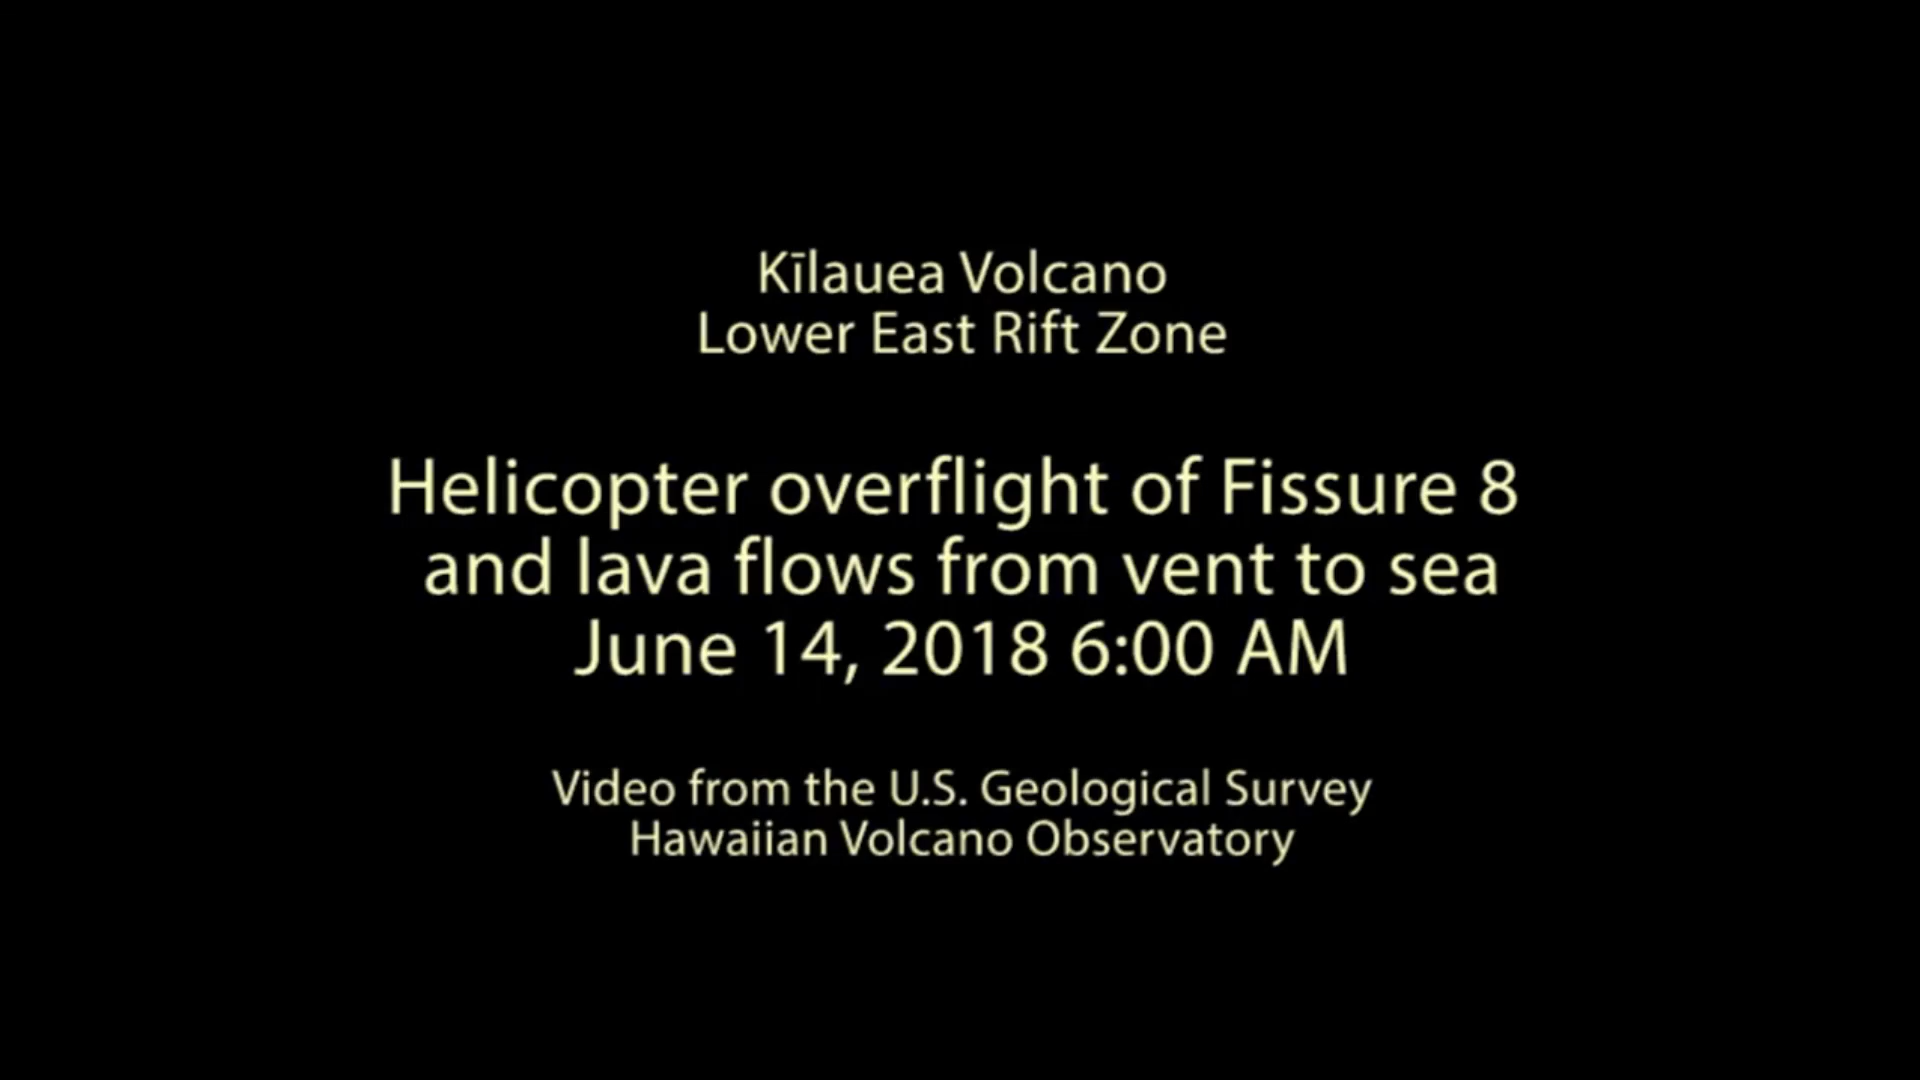 Kīlauea Volcano
Lower East Rift Zone
Helicopter overflight of Fissure 8
and lava flows from vent to sea
June 14, 2018 6:00 AM
Video from the U.S. Geological Survey
Hawaiian Volcano Observatory